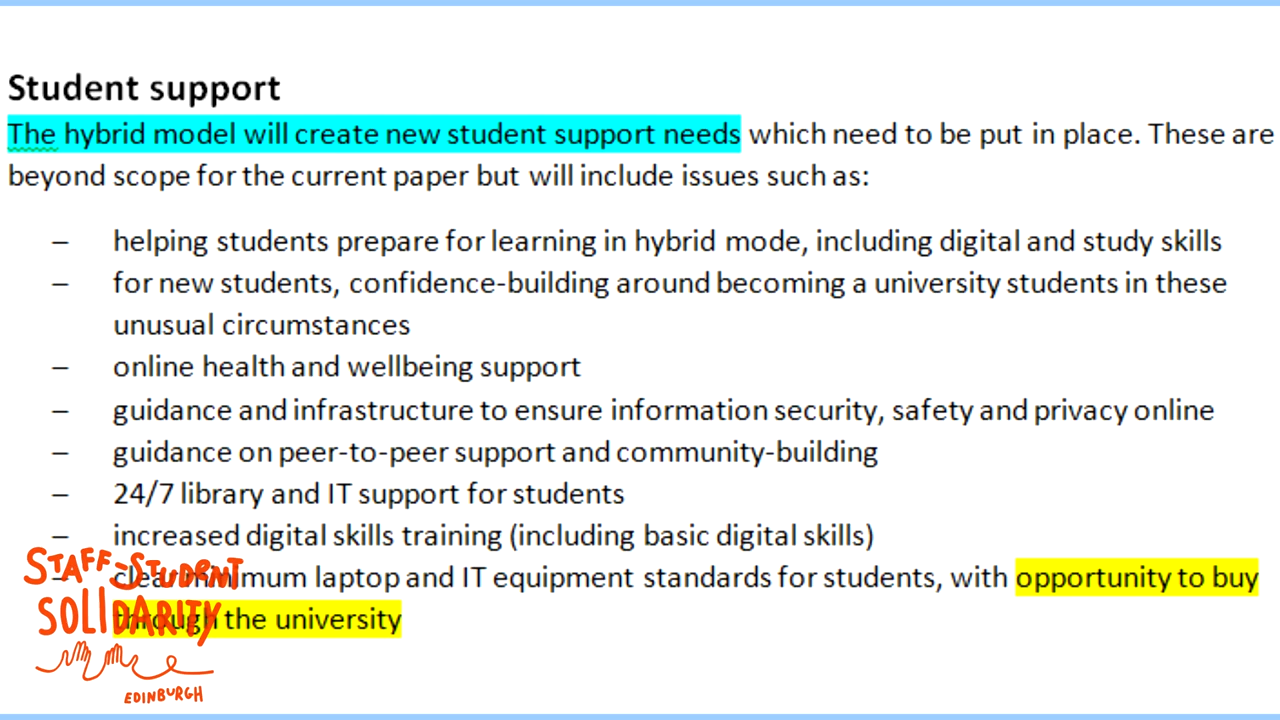 Student support
The hybrid model will create new student support needs which need to be put in place. These are
beyond scope for the current paper but will include issues such as:
– helping students prepare for learning in hybrid mode, including digital and study skills
– for new students, confidence-building around becoming a university students in these
unusual circumstances
– online health and wellbeing support
– guidance and infrastructure to ensure information security, safety and privacy online
– guidance on peer-to-peer support and community-building
– 24/7 library and IT support for students
– increased digital skills training (including basic digital skills)
– clear minimum laptop and IT equipment standards for students, with opportunity to buy
through the university
STAFF-STUDENT
SOLIDARITY
EDINBURGH